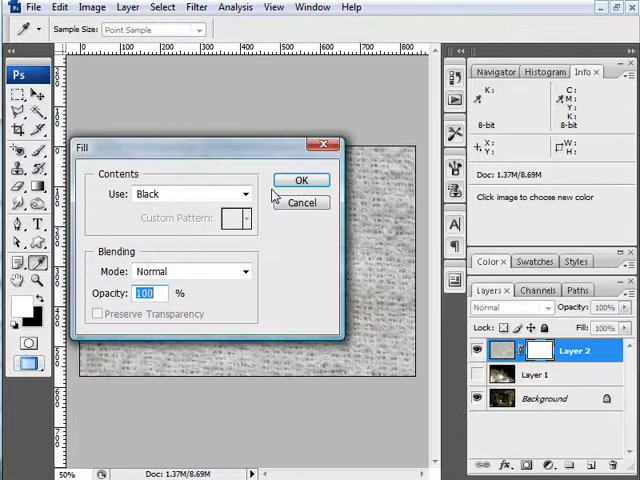 File Edit Image Layer Select Filter Analysis View Window Help
Sample Size: Point Sample
Ps
Navigator Histogram Info
K:
8-bit
C:
M:
Y:
K:
8-bit
X:
Y:
W:
H:
Doc: 1.37M/8.69M
Click image to choose new color
Color Swatches Styles
Layers Channels Paths
Normal Opacity: 100%
Lock: Fill: 100%
Layer 2
Layer 1
Background
Fill
Contents
OK
Use: Black
Cancel
Custom Pattern:
Blending
Mode: Normal
Opacity: 100 %
Preserve Transparency
50% Doc: 1.37M/8.69M